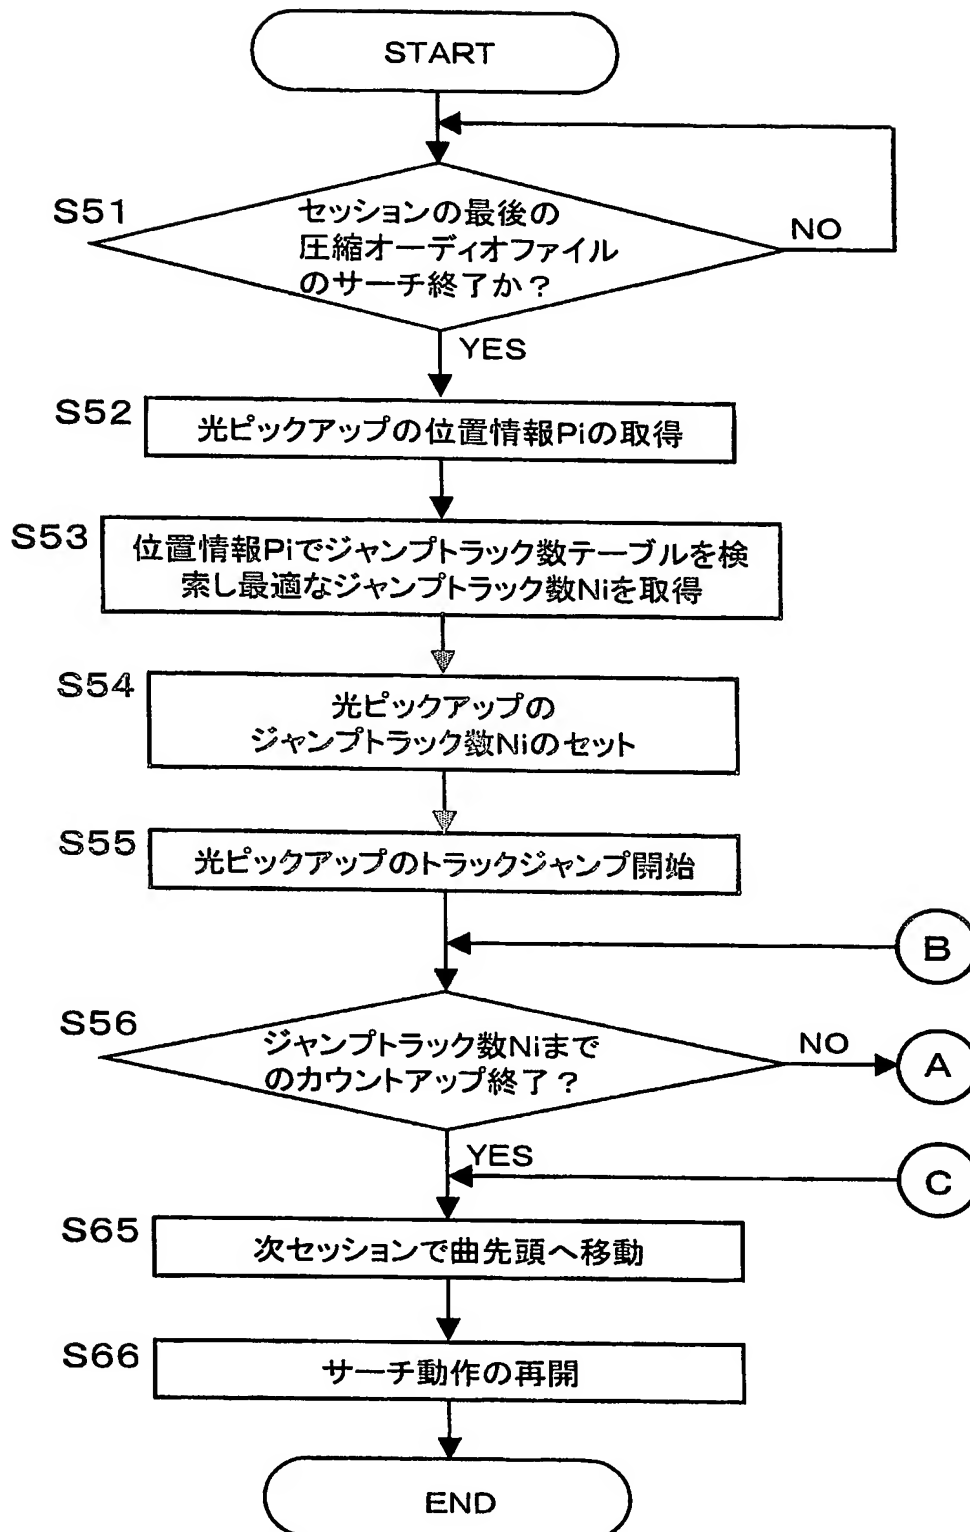 START
S51
セッションの最後の
圧縮オーディオファイル
のサーチ終了か？
NO
YES
S52
光ピックアップの位置情報Piの取得
S53
位置情報Piでジャンプトラック数テーブルを検
索し最適なジャンプトラック数Niを取得
S54
光ピックアップの
ジャンプトラック数Niのセット
S55
光ピックアップのトラックジャンプ開始
B
S56
ジャンプトラック数Niまで
のカウントアップ終了？
NO
A
YES
C
S65
次セッションで曲先頭へ移動
S66
サーチ動作の再開
END